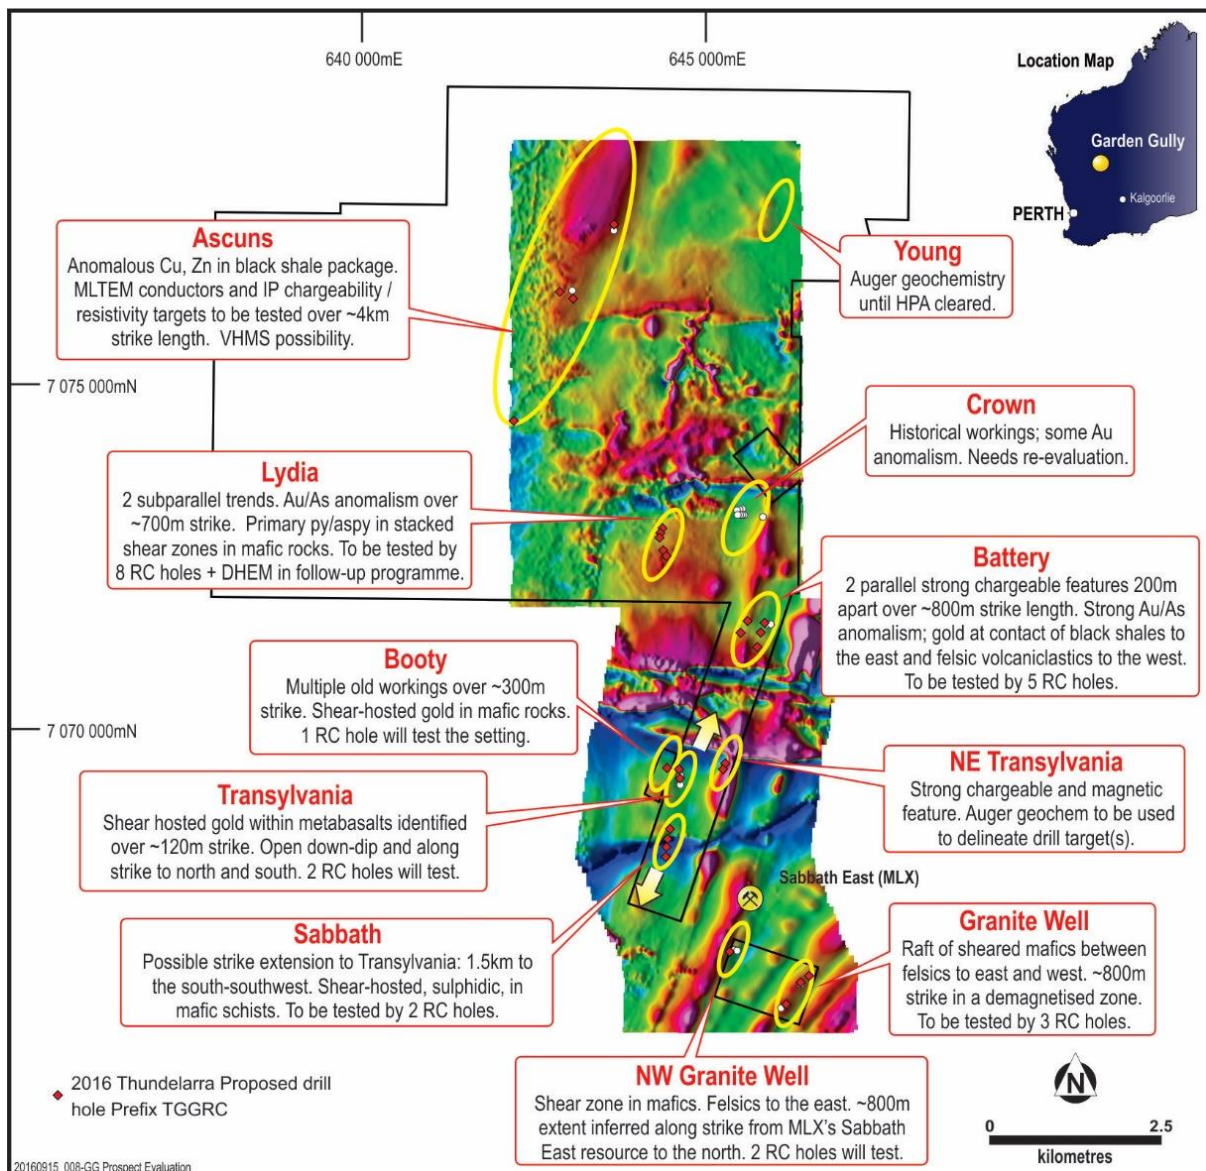 640 000mE
645 000mE
Location Map
Garden Gully
Kalgoorlie
PERTH
Ascuns
Anomalous Cu, Zn in black shale package.
MLTEM conductors and IP chargeability /
resistivity targets to be tested over ~4km
strike length. VHMS possibility.
Young
Auger geochemistry
until HPA cleared.
7 075 000mN
Crown
Historical workings; some Au
anomalism. Needs re-evaluation.
Lydia
2 subparallel trends. Au/As anomalism over
~700m strike. Primary py/aspy in stacked
shear zones in mafic rocks. To be tested by
8 RC holes + DHEM in follow-up programme.
Battery
2 parallel strong chargeable features 200m
apart over ~800m strike length. Strong Au/As
anomalism; gold at contact of black shales to
the east and felsic volcaniclastics to the west.
To be tested by 5 RC holes.
Booty
Multiple old workings over ~300m
strike. Shear-hosted gold in mafic rocks.
1 RC hole will test the setting.
7 070 000mN
NE Transylvania
Strong chargeable and magnetic
feature. Auger geochem to be used
to delineate drill target(s).
Transylvania
Shear hosted gold within metabasalts identified
over ~120m strike. Open down-dip and along
strike to north and south. 2 RC holes will test.
Sabbath East (MLX)
Sabbath
Possible strike extension to Transylvania: 1.5km to
the south-southwest. Shear-hosted, sulphidic, in
mafic schists. To be tested by 2 RC holes.
Granite Well
Raft of sheared mafics between
felsics to east and west. ~800m
strike in a demagnetised zone.
To be tested by 3 RC holes.
NW Granite Well
Shear zone in mafics. Felsics to the east. ~800m
extent inferred along strike from MLX's Sabbath
East resource to the north. 2 RC holes will test.
2016 Thundelarra Proposed drill
hole Prefix TGGRC
N
0 2.5
kilometres
20160915_008-GG Prospect Evaluation